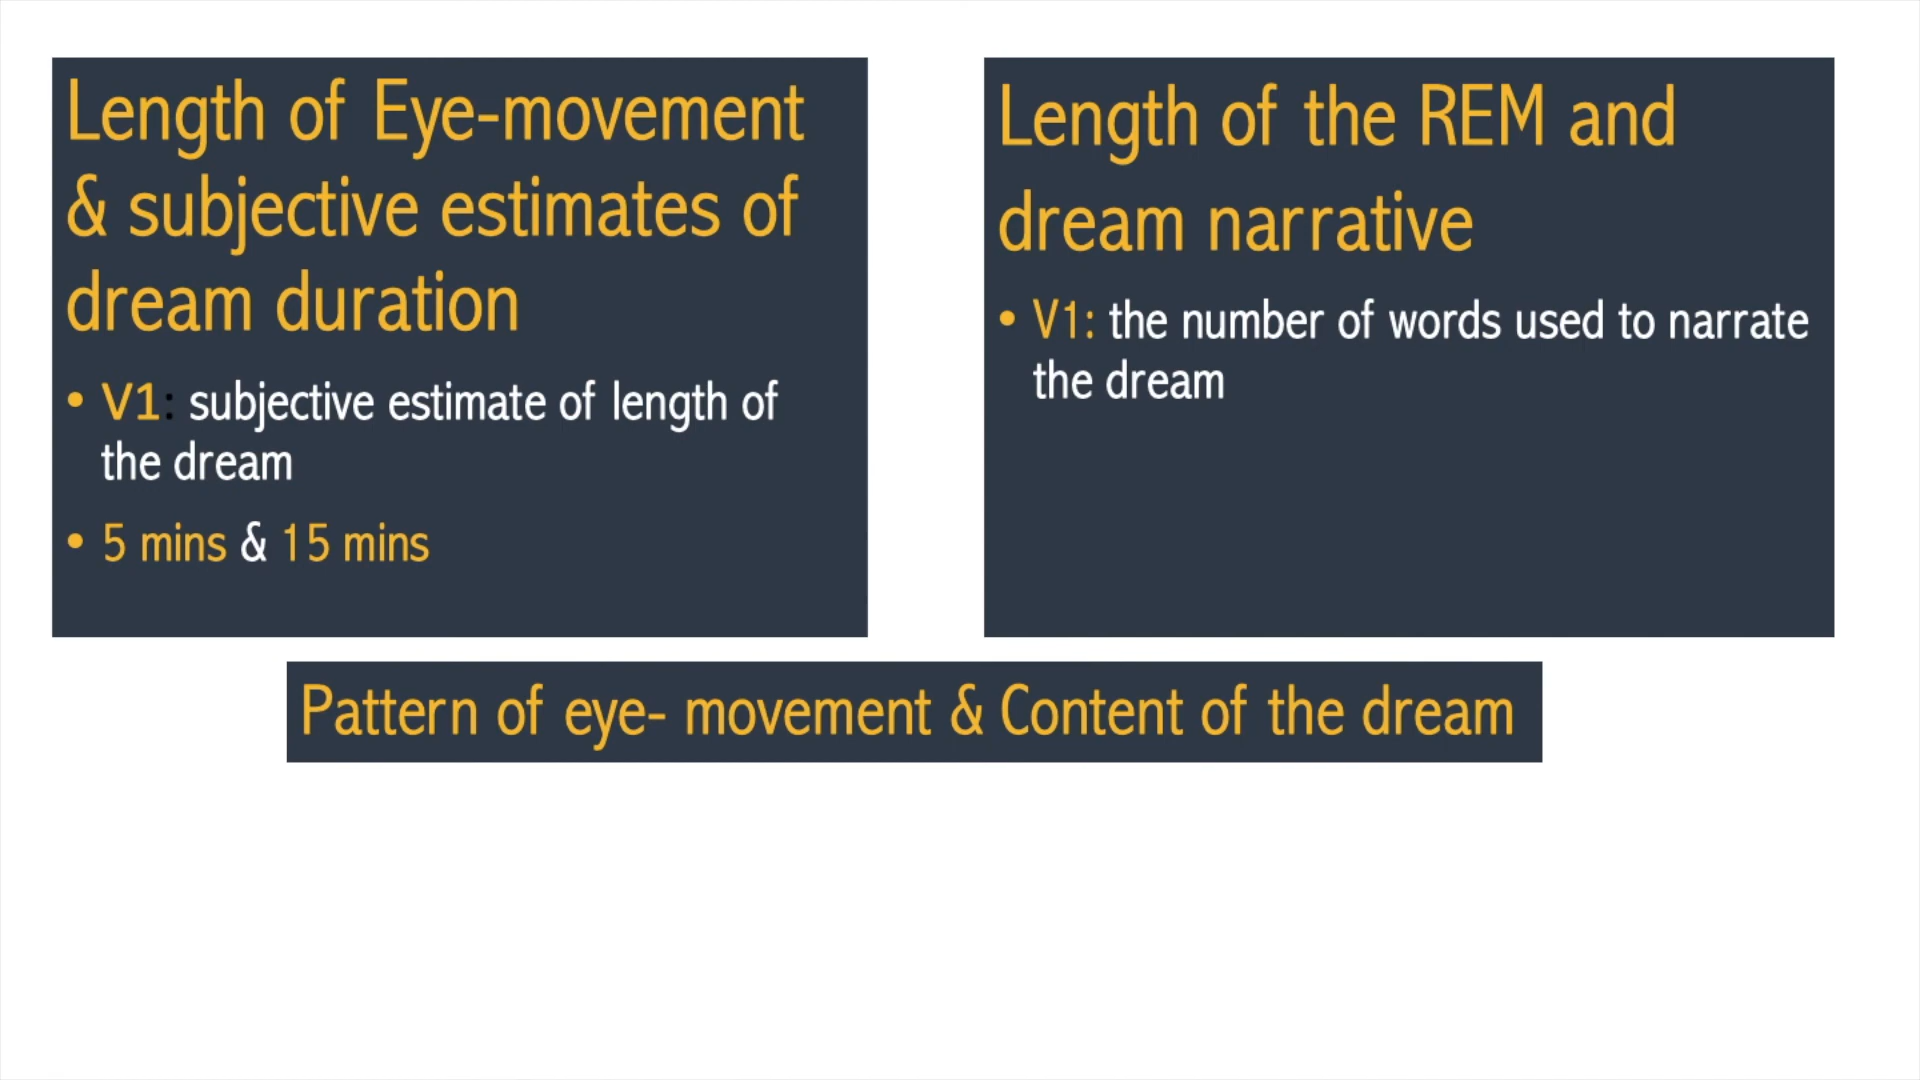 Length of Eye-movement
& subjective estimates of
dream duration
• V1: subjective estimate of length of
the dream
• 5 mins & 15 mins
Length of the REM and
dream narrative
• V1: the number of words used to narrate
the dream
Pattern of eye- movement & Content of the dream